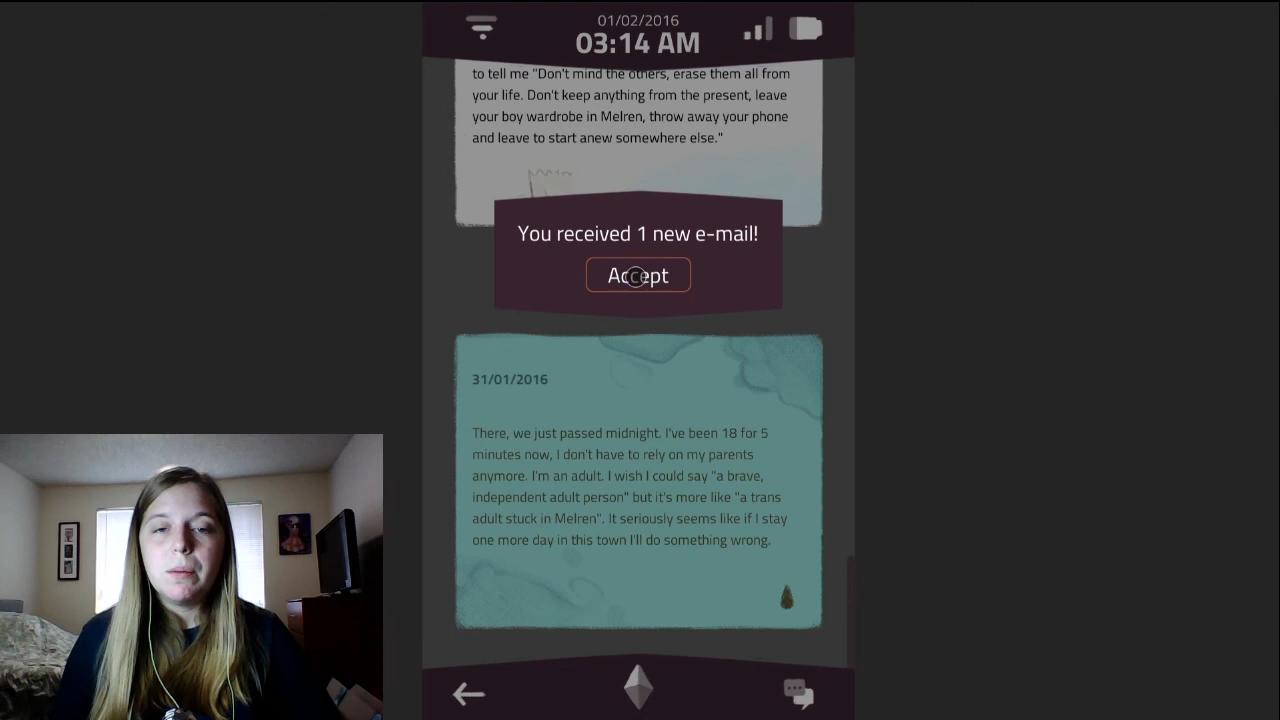 01/02/2016
03:14 AM
to tell me "Don't mind the others, erase them all from
your life. Don't keep anything from the present, leave
your boy wardrobe in Melren, throw away your phone
and leave to start anew somewhere else."
You received 1 new e-mail!
Accept
31/01/2016
There, we just passed midnight. I've been 18 for 5
minutes now, I don't have to rely on my parents
anymore. I'm an adult. I wish I could say "a brave,
independent adult person" but it's more like "a trans
adult stuck in Melren". It seriously seems like if I stay
one more day in this town I'll do something wrong.